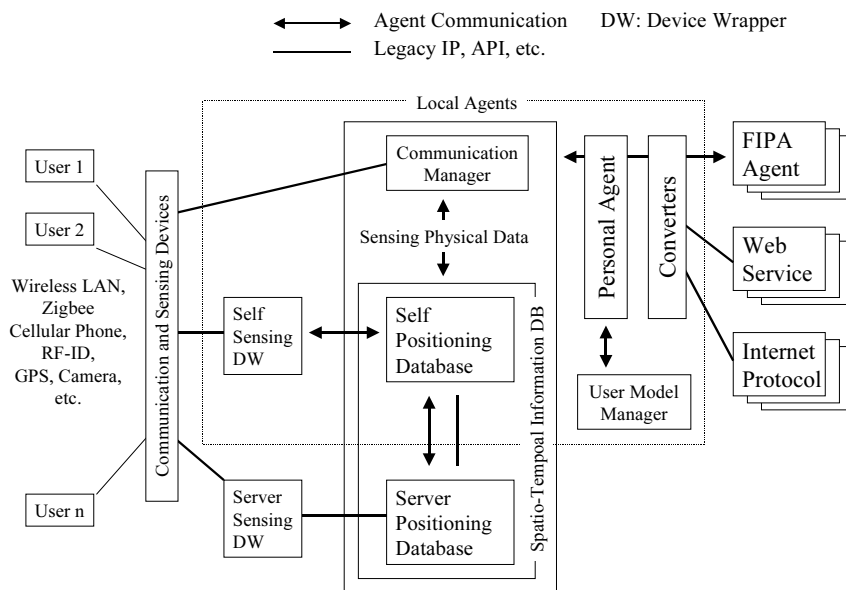 Agent Communication
DW: Device Wrapper
Legacy IP, API, etc.
Local Agents
User 1
User 2
Wireless LAN,
Zigbee
Cellular Phone,
RF-ID,
GPS, Camera,
etc.
User n
Communication and Sensing Devices
Communication
Manager
Sensing Physical Data
Self
Sensing
DW
Self
Positioning
Database
Server
Sensing
DW
Server
Positioning
Database
Spatio-Tempoal Information DB
Personal Agent
Converters
User Model
Manager
FIPA
Agent
Web
Service
Internet
Protocol